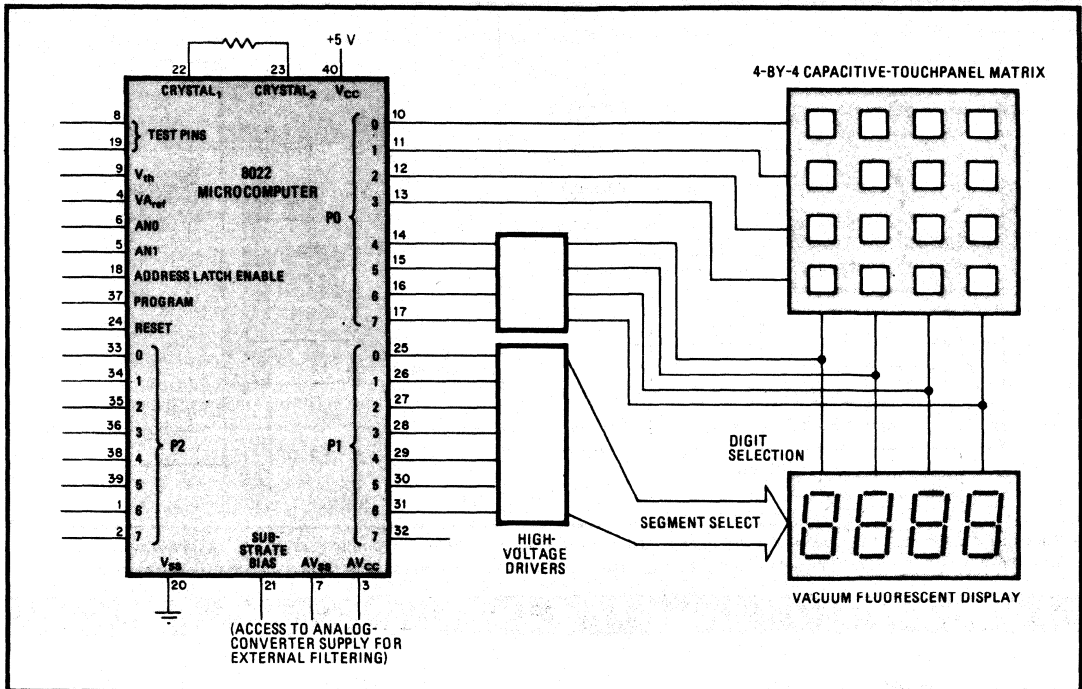 +5 V
22 23 40
CRYSTAL₁ CRYSTAL₂ VCC
4-BY-4 CAPACITIVE-TOUCHPANEL MATRIX
8022
MICROCOMPUTER
8
19
TEST PINS
9 Vth
4 VAref
6 AN0
5 AN1
18 ADDRESS LATCH ENABLE
37 PROGRAM
24 RESET
33 0
34 1
35 2
36 3
38 4
39 5
1 6
2 7
P2
P0
0 10
1 11
2 12
3 13
4 14
5 15
6 16
7 17
P1
0 25
1 26
2 27
3 28
4 29
5 30
6 31
7 32
VSS
SUB-
STRATE
BIAS
AVSS AVCC
20 21 7 3
(ACCESS TO ANALOG-
CONVERTER SUPPLY FOR
EXTERNAL FILTERING)
HIGH-
VOLTAGE
DRIVERS
DIGIT
SELECTION
SEGMENT SELECT
8888
VACUUM FLUORESCENT DISPLAY